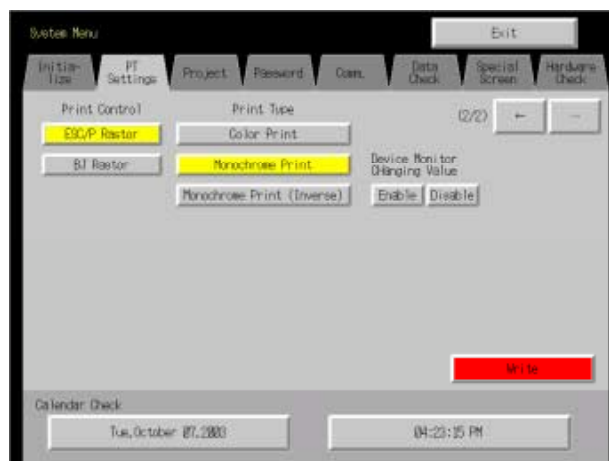 System Menu
Exit
Initia-
lize
PT
Settings
Project
Password
Comm.
Data
Check
Special
Screen
Hardware
Check
Print Control
Print Type
(2/2)
←
ESC/P Rastor
Color Print
BJ Rastor
Monochrome Print
Device Monitor
CHanging Value
Monochrome Print (Inverse)
Enable
Disable
Write
Calendar Check
Tue,October 07,2003
04:23:15 PM